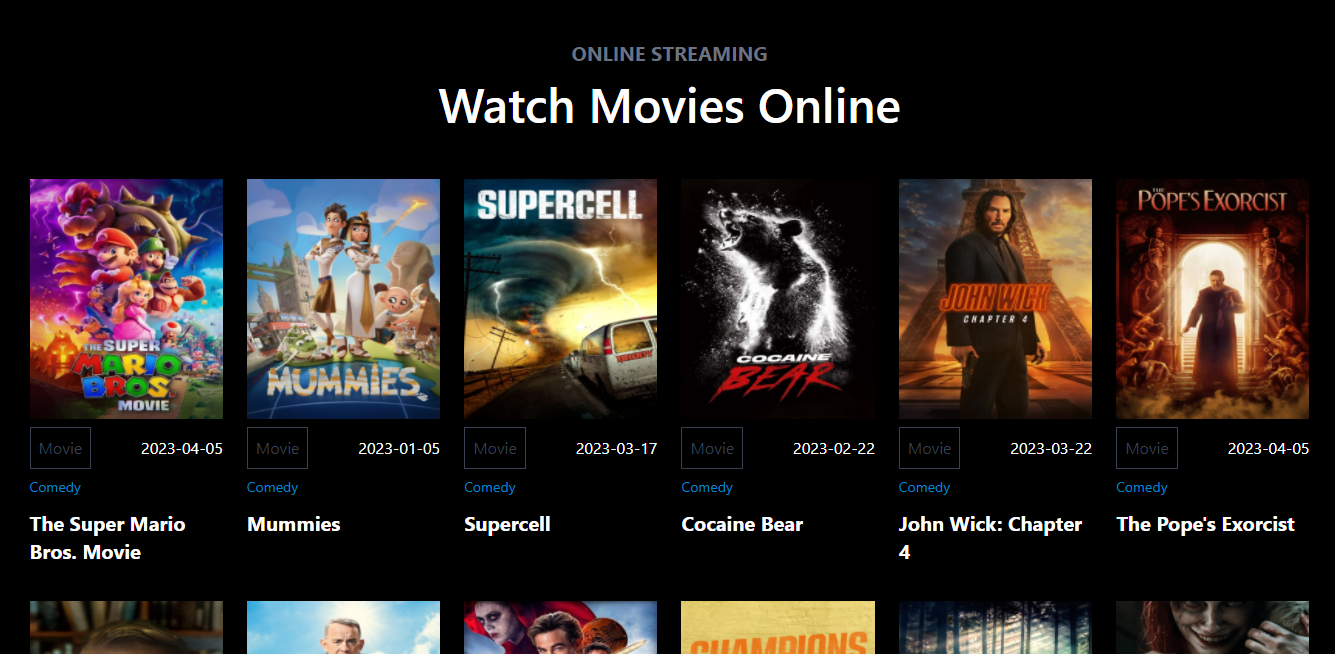 ONLINE STREAMING
Watch Movies Online
THE SUPER
MARIO
BROS.
MOVIE
MUMMIES
SUPERCELL
COCAINE
BEAR
JOHN WICK
CHAPTER 4
THE
POPE'S EXORCIST
Movie 2023-04-05
Movie 2023-01-05
Movie 2023-03-17
Movie 2023-02-22
Movie 2023-03-22
Movie 2023-04-05
Comedy
Comedy
Comedy
Comedy
Comedy
Comedy
The Super Mario
Bros. Movie
Mummies
Supercell
Cocaine Bear
John Wick: Chapter
4
The Pope's Exorcist
CHAMPIONS